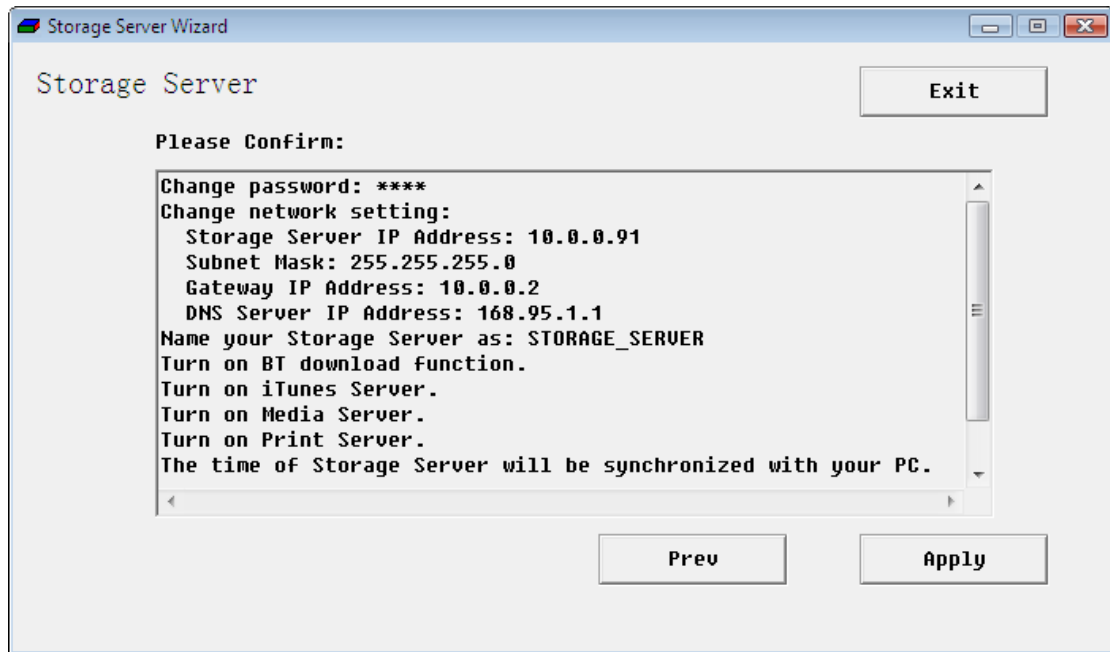 Storage Server Wizard
Storage Server
Exit
Please Confirm:
Change password: ****
Change network setting:
Storage Server IP Address: 10.0.0.91
Subnet Mask: 255.255.255.0
Gateway IP Address: 10.0.0.2
DNS Server IP Address: 168.95.1.1
Name your Storage Server as: STORAGE_SERVER
Turn on BT download function.
Turn on iTunes Server.
Turn on Media Server.
Turn on Print Server.
The time of Storage Server will be synchronized with your PC.
Prev
Apply